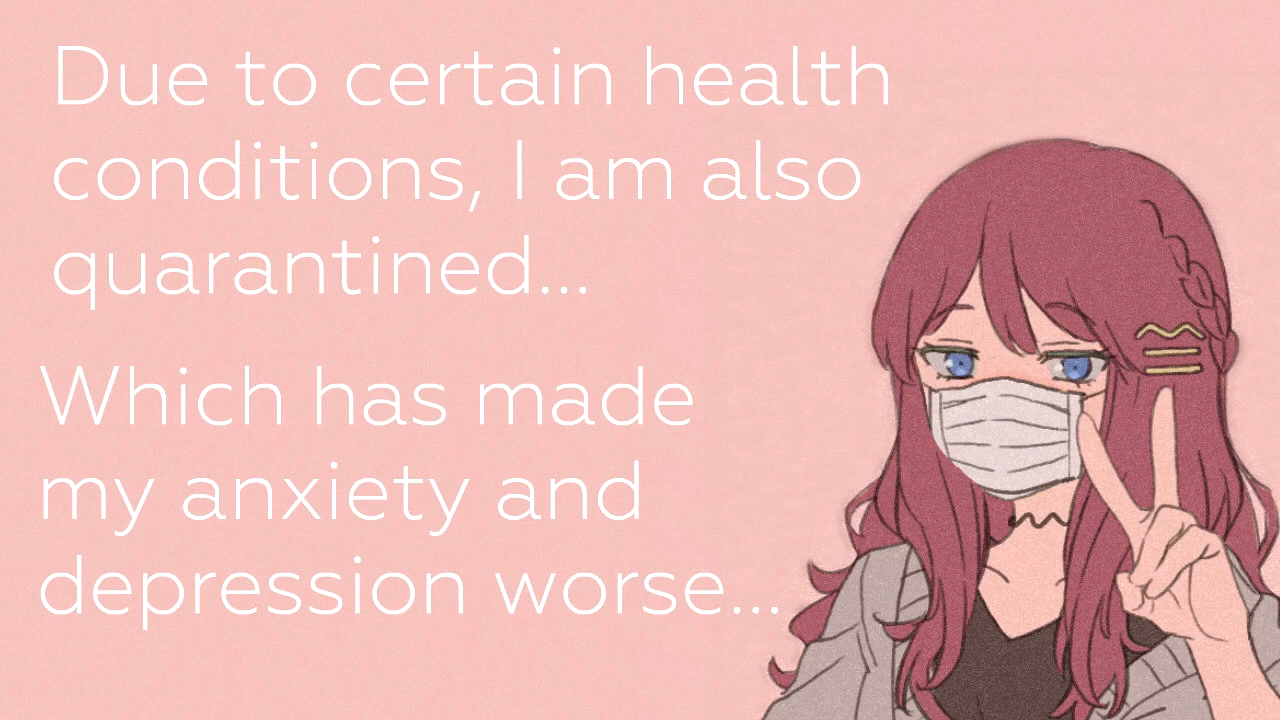 Due to certain health
conditions, I am also
quarantined...
Which has made
my anxiety and
depression worse...